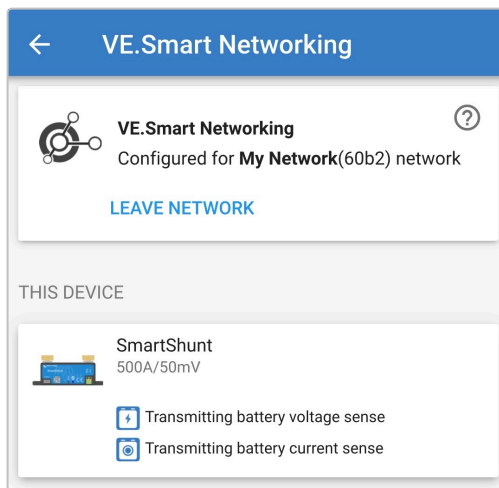 VE.Smart Networking
VE.Smart Networking
Configured for My Network(60b2) network
LEAVE NETWORK
THIS DEVICE
SmartShunt
500A/50mV
Transmitting battery voltage sense
Transmitting battery current sense